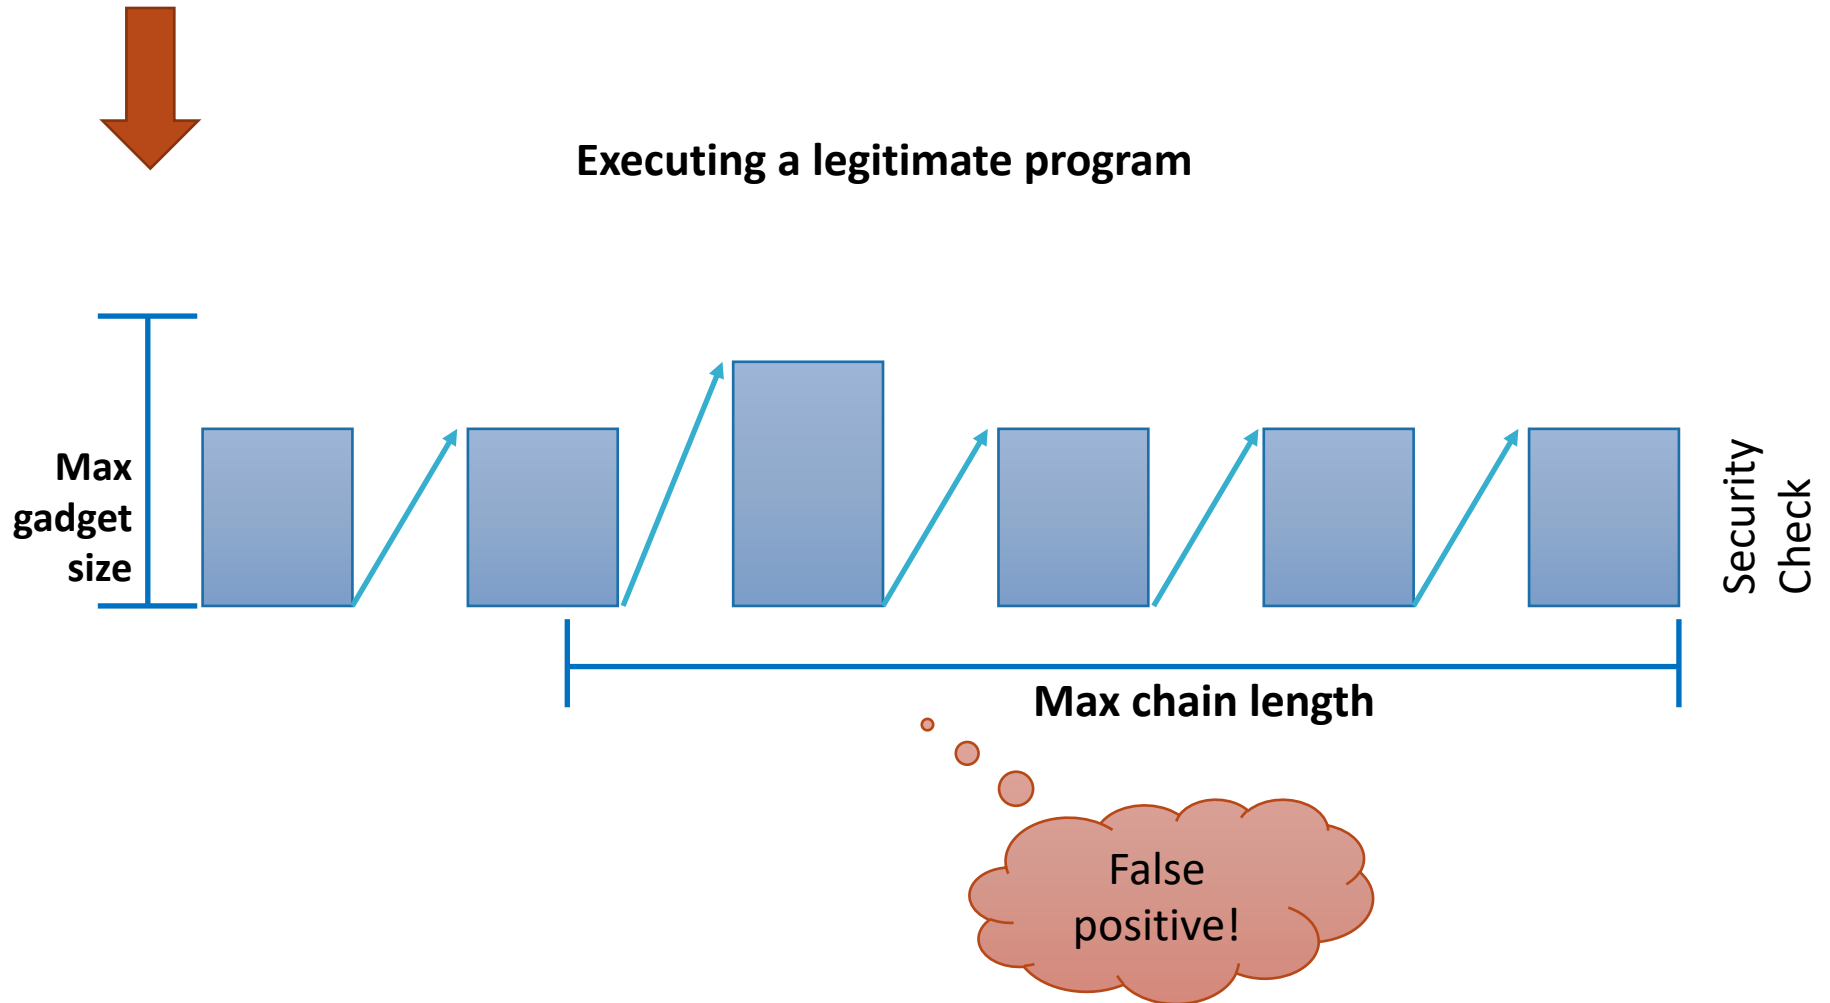 Executing a legitimate program
Max
gadget
size
Security
Check
Max chain length
False
positive!